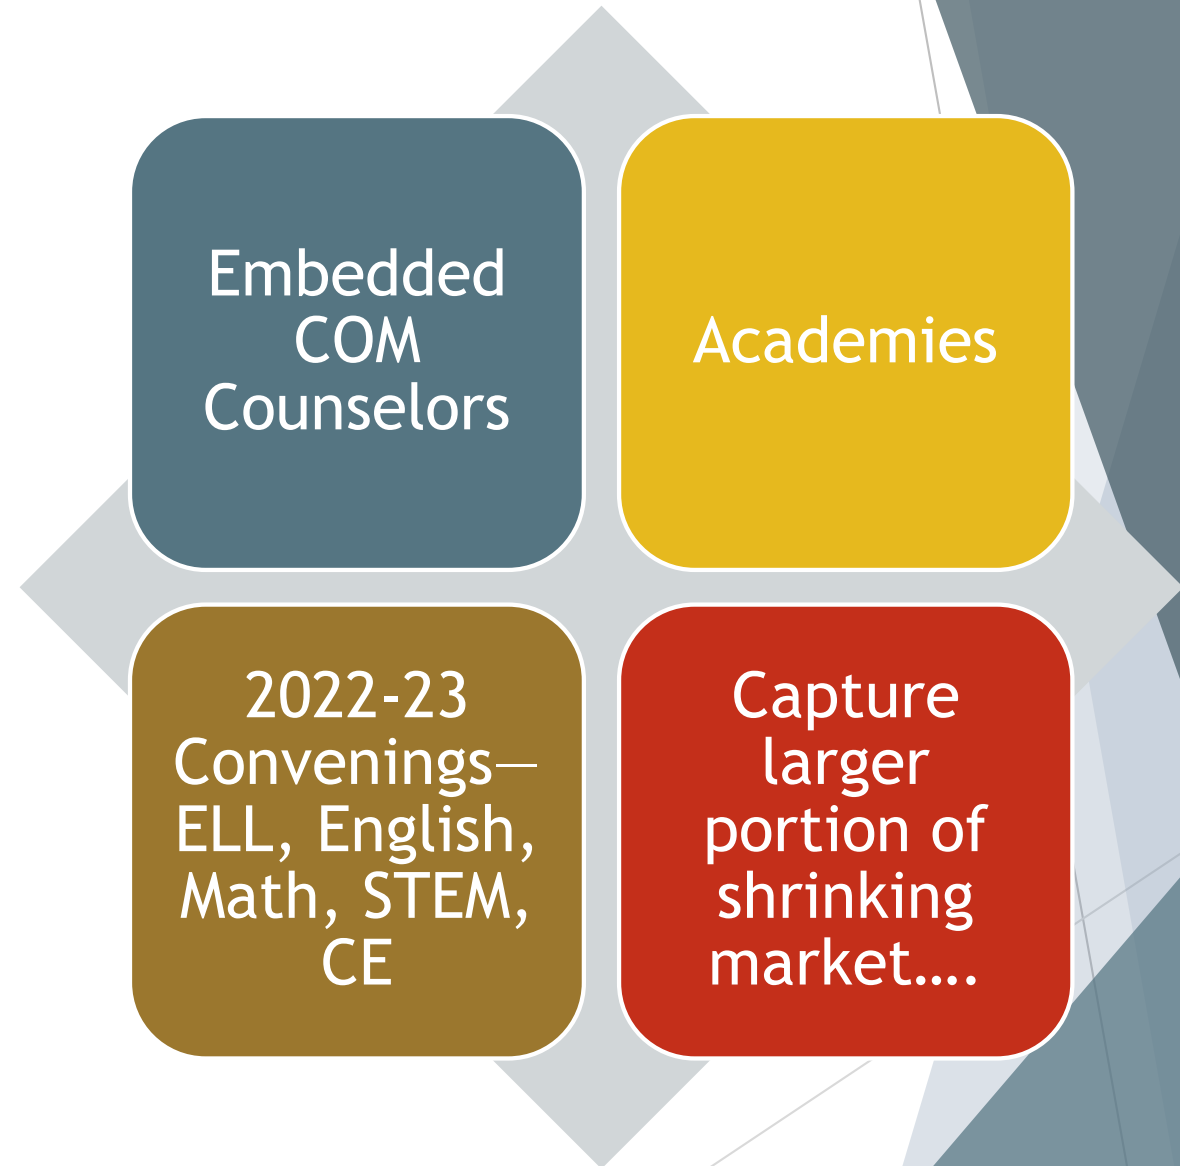 Embedded
COM
Counselors
Academies
2022-23
Convenings—
ELL, English,
Math, STEM,
CE
Capture
larger
portion of
shrinking
market….